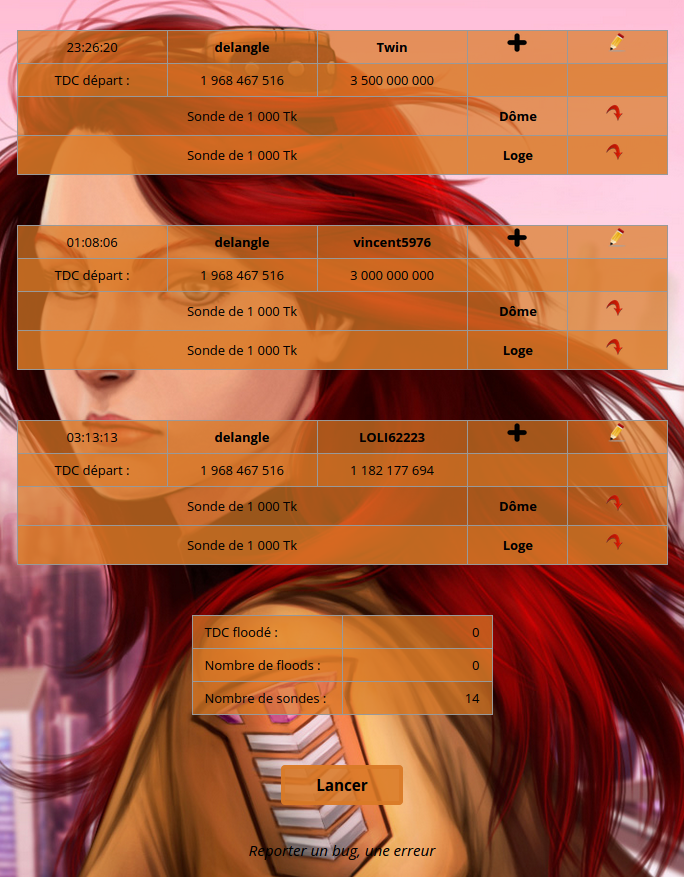 23:26:20 delangle Twin
TDC départ : 1 968 467 516 3 500 000 000
Sonde de 1 000 Tk Dôme
Sonde de 1 000 Tk Loge
01:08:06 delangle vincent5976
TDC départ : 1 968 467 516 3 000 000 000
Sonde de 1 000 Tk Dôme
Sonde de 1 000 Tk Loge
03:13:13 delangle LOLI62223
TDC départ : 1 968 467 516 1 182 177 694
Sonde de 1 000 Tk Dôme
Sonde de 1 000 Tk Loge
TDC floodé : 0
Nombre de floods : 0
Nombre de sondes : 14
Lancer
Reporter un bug, une erreur